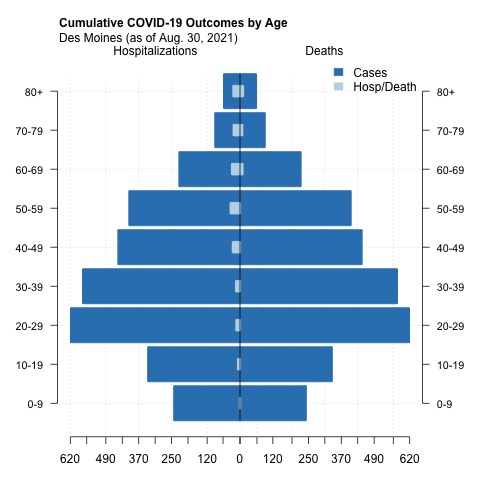 Cumulative COVID-19 Outcomes by Age
Des Moines (as of Aug. 30, 2021)
Hospitalizations Deaths
Cases
Hosp/Death
80+ 80+
70-79 70-79
60-69 60-69
50-59 50-59
40-49 40-49
30-39 30-39
20-29 20-29
10-19 10-19
0-9 0-9
620 490 370 250 120 0 120 250 370 490 620